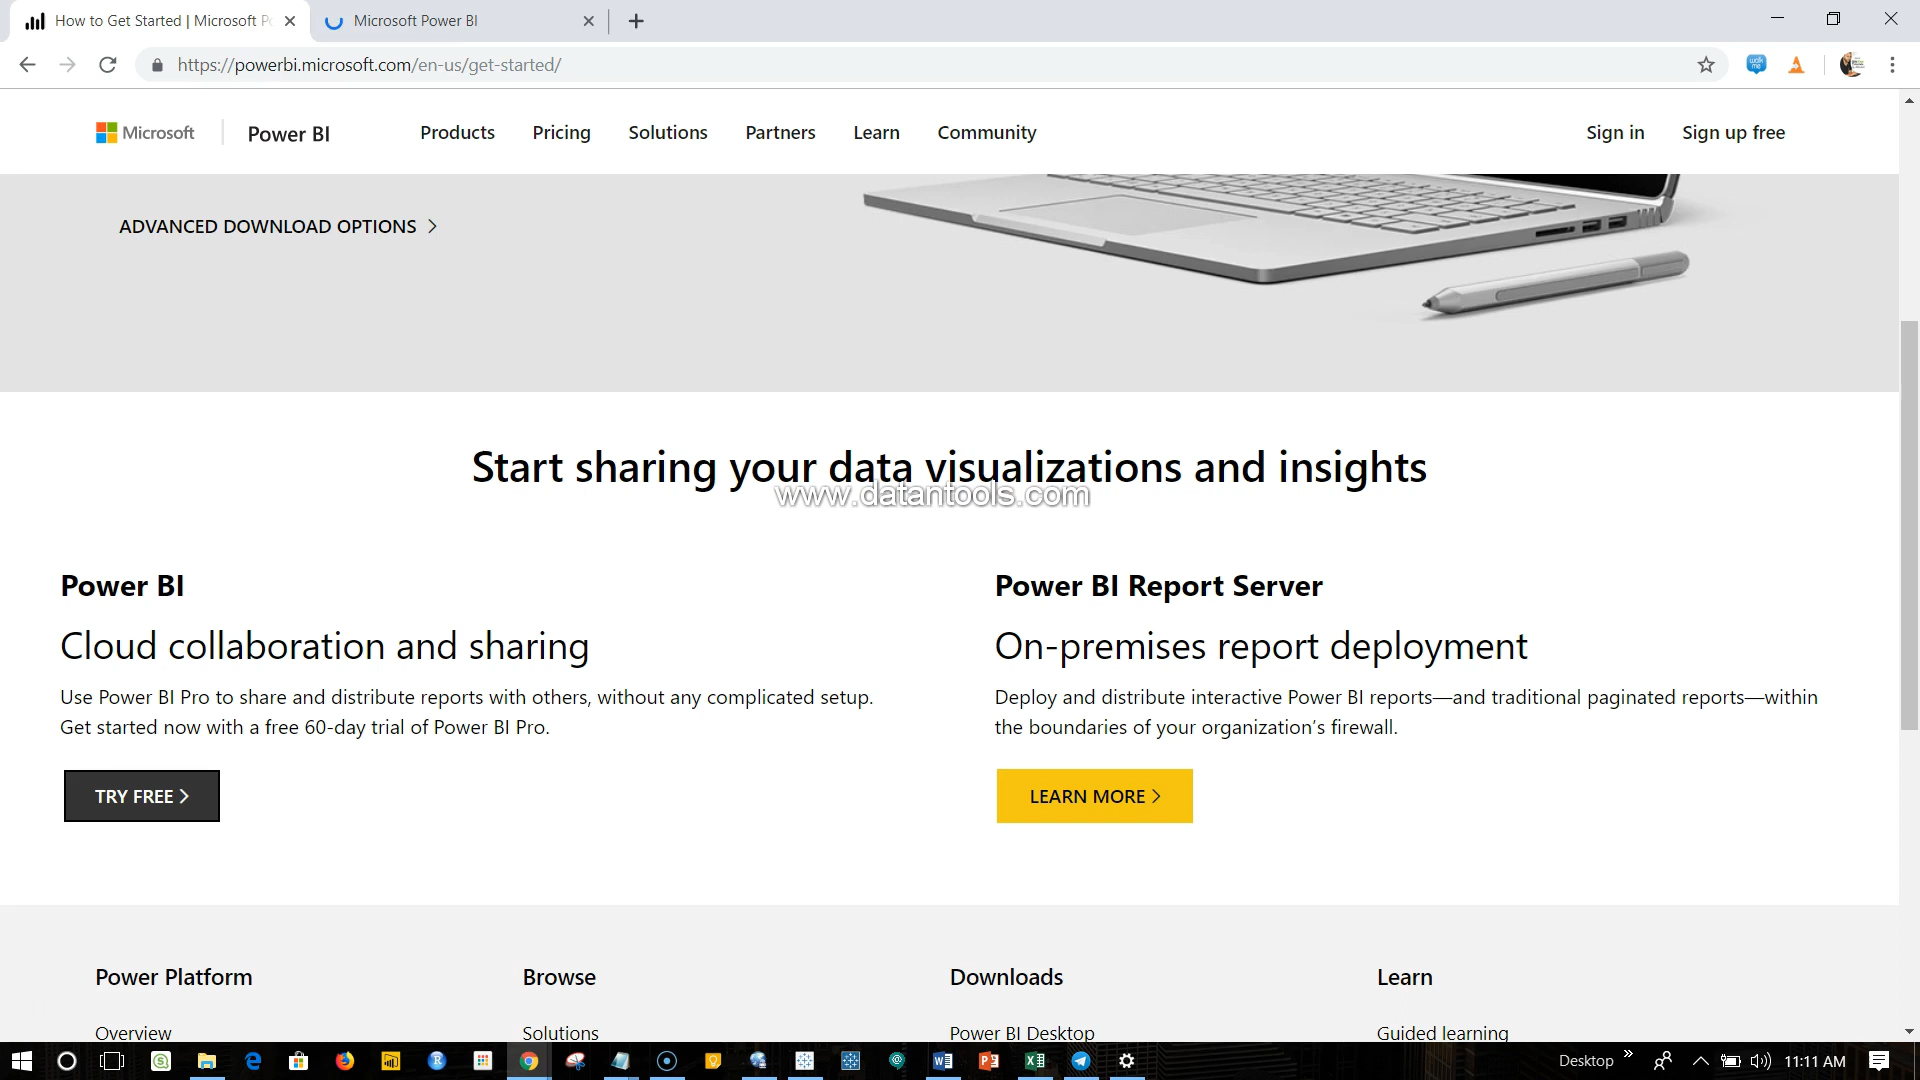 How to Get Started | Microsoft Po
Microsoft Power BI
https://powerbi.microsoft.com/en-us/get-started/
Microsoft
Power BI
Products
Pricing
Solutions
Partners
Learn
Community
Sign in
Sign up free
ADVANCED DOWNLOAD OPTIONS
Start sharing your data visualizations and insights
www.datantools.com
Power BI
Cloud collaboration and sharing
Use Power BI Pro to share and distribute reports with others, without any complicated setup.
Get started now with a free 60-day trial of Power BI Pro.
TRY FREE
Power BI Report Server
On-premises report deployment
Deploy and distribute interactive Power BI reports—and traditional paginated reports—within
the boundaries of your organization’s firewall.
LEARN MORE
Power Platform
Browse
Downloads
Learn
Overview
Solutions
Power BI Desktop
Guided learning
Desktop
11:11 AM